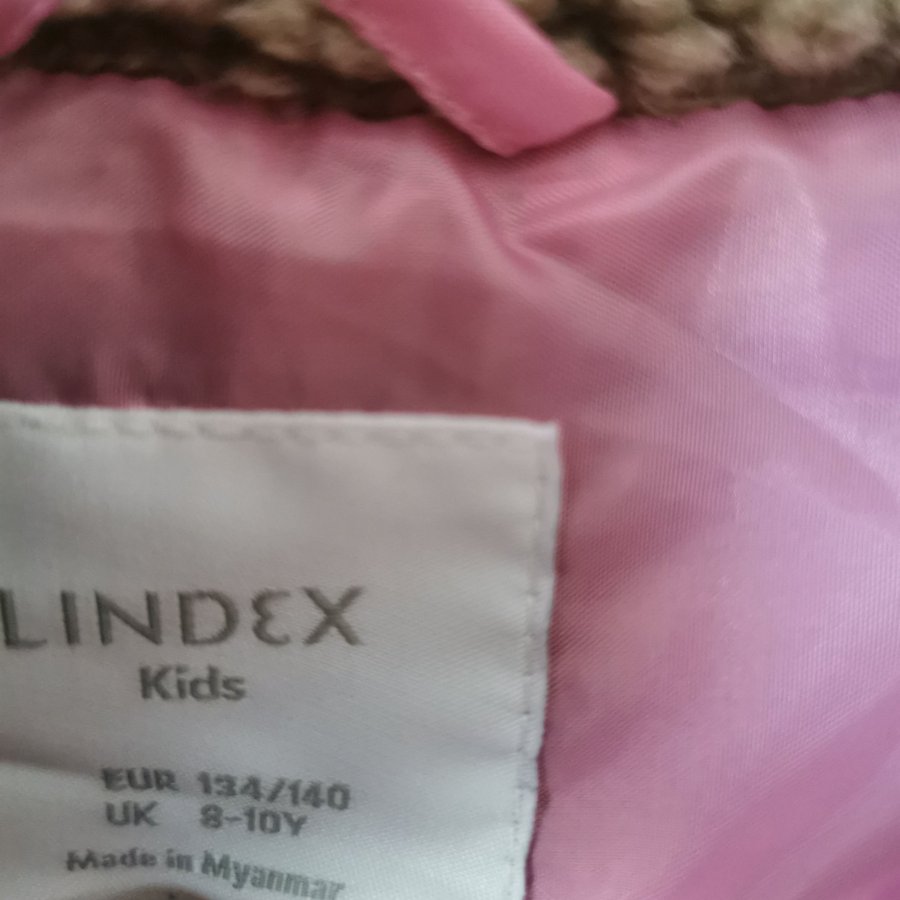 LINDEX
Kids
EUR 134/140
UK 8-10Y
Made in Myanmar